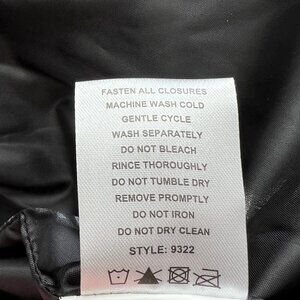 FASTEN ALL CLOSURES
MACHINE WASH COLD
GENTLE CYCLE
WASH SEPARATELY
DO NOT BLEACH
RINCE THOROUGHLY
DO NOT TUMBLE DRY
REMOVE PROMPTLY
DO NOT IRON
DO NOT DRY CLEAN
STYLE: 9322